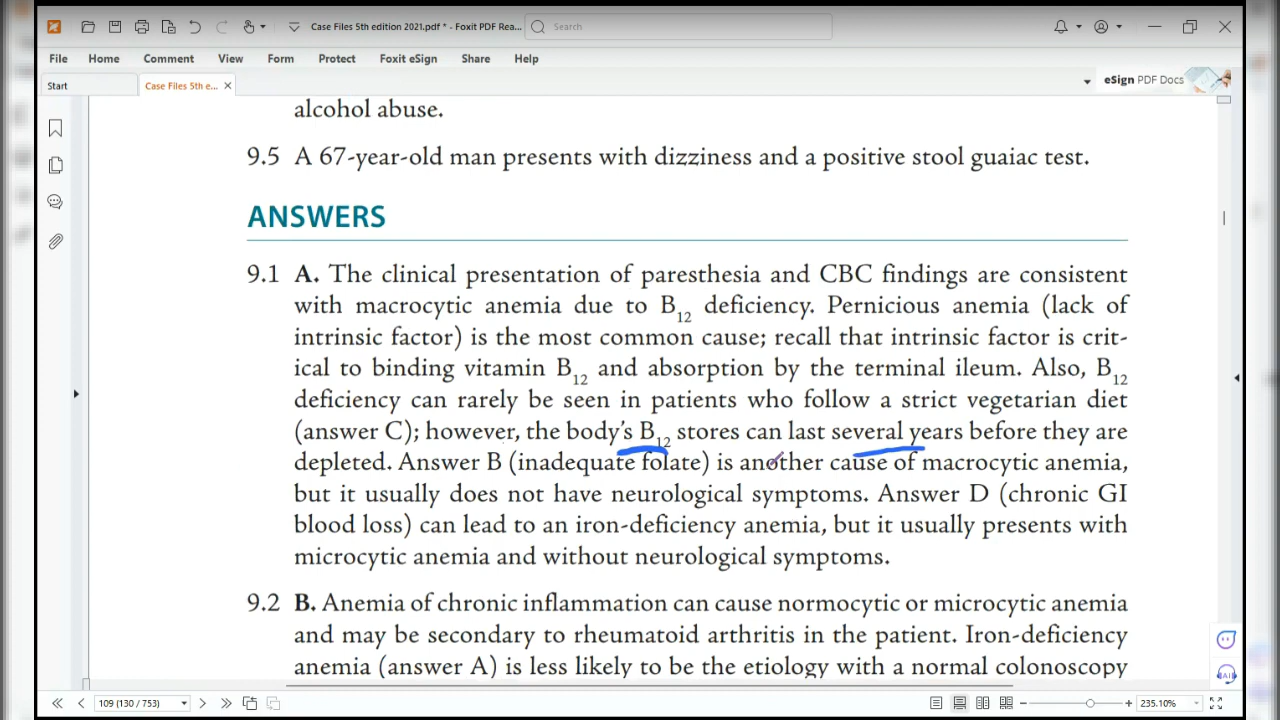 Case Files 5th edition 2021.pdf * - Foxit PDF Rea...
Search
File Home Comment View Form Protect Foxit eSign Share Help
Start
Case Files 5th e...
eSign PDF Docs
alcohol abuse.
9.5 A 67-year-old man presents with dizziness and a positive stool guaiac test.
ANSWERS
9.1 A. The clinical presentation of paresthesia and CBC findings are consistent
with macrocytic anemia due to B12 deficiency. Pernicious anemia (lack of
intrinsic factor) is the most common cause; recall that intrinsic factor is crit-
ical to binding vitamin B12 and absorption by the terminal ileum. Also, B12
deficiency can rarely be seen in patients who follow a strict vegetarian diet
(answer C); however, the body's B12 stores can last several years before they are
depleted. Answer B (inadequate folate) is another cause of macrocytic anemia,
but it usually does not have neurological symptoms. Answer D (chronic GI
blood loss) can lead to an iron-deficiency anemia, but it usually presents with
microcytic anemia and without neurological symptoms.
9.2 B. Anemia of chronic inflammation can cause normocytic or microcytic anemia
and may be secondary to rheumatoid arthritis in the patient. Iron-deficiency
anemia (answer A) is less likely to be the etiology with a normal colonoscopy
AI
109 (130 / 753)
235.10%